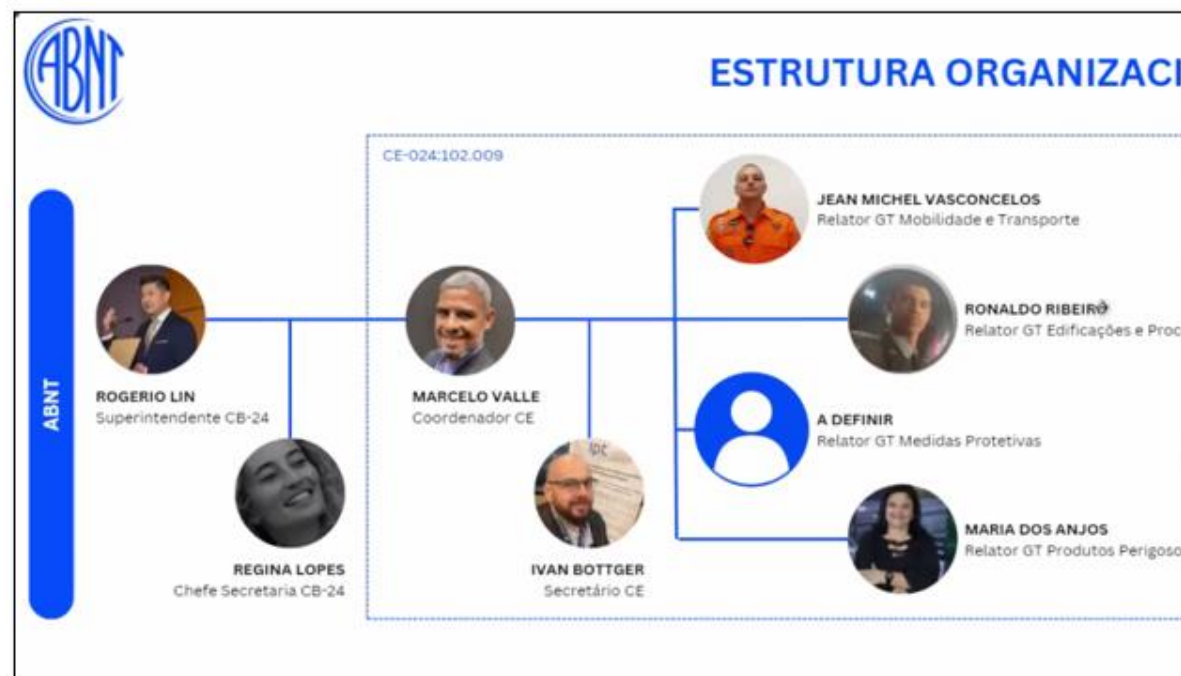 ABNT
ESTRUTURA ORGANIZACI
CE-024:102.009
JEAN MICHEL VASCONCELOS
Relator GT Mobilidade e Transporte
RONALDO RIBEIRO
Relator GT Edificações e Proc
ABNT
ROGERIO LIN
Superintendente CB-24
MARCELO VALLE
Coordenador CE
A DEFINIR
Relator GT Medidas Protetivas
ipt
MARIA DOS ANJOS
Relator GT Produtos Perigoso
REGINA LOPES
Chefe Secretaria CB-24
IVAN BOTTGER
Secretário CE